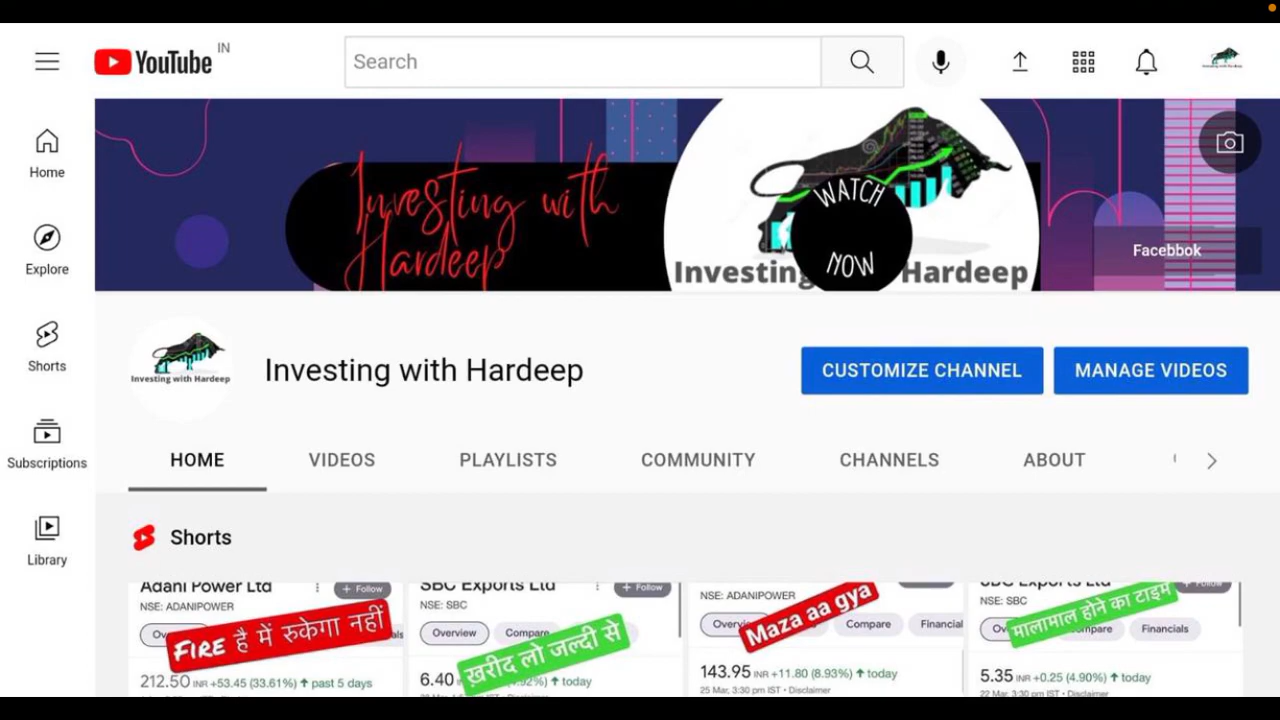 YouTube IN
Search
Home
Explore
Shorts
Subscriptions
Library
Investing with
Hardeep
WATCH
NOW
Investing Hardeep
Facebbok
Investing with Hardeep
Investing with Hardeep
CUSTOMIZE CHANNEL
MANAGE VIDEOS
HOME VIDEOS PLAYLISTS COMMUNITY CHANNELS ABOUT
Shorts
Adani Power Ltd
+ Follow
NSE: ADANIPOWER
FIRE है में रुकेगा नहीं
212.50 INR +53.45 (33.61%) ↑ past 5 days
SBC Exports Ltd
+ Follow
NSE: SBC
Overview Compare
ख़रीद लो जल्दी से
6.40 ↑ today
NSE: ADANIPOWER
Maza aa gya
Compare Financial
143.95 INR +11.80 (8.93%) ↑ today
25 Mar, 3:30 pm IST • Disclaimer
SBC Exports Ltd
NSE: SBC
मालामाल होने का टाइम
Financials
5.35 INR +0.25 (4.90%) ↑ today
22 Mar, 3:30 pm IST • Disclaimer